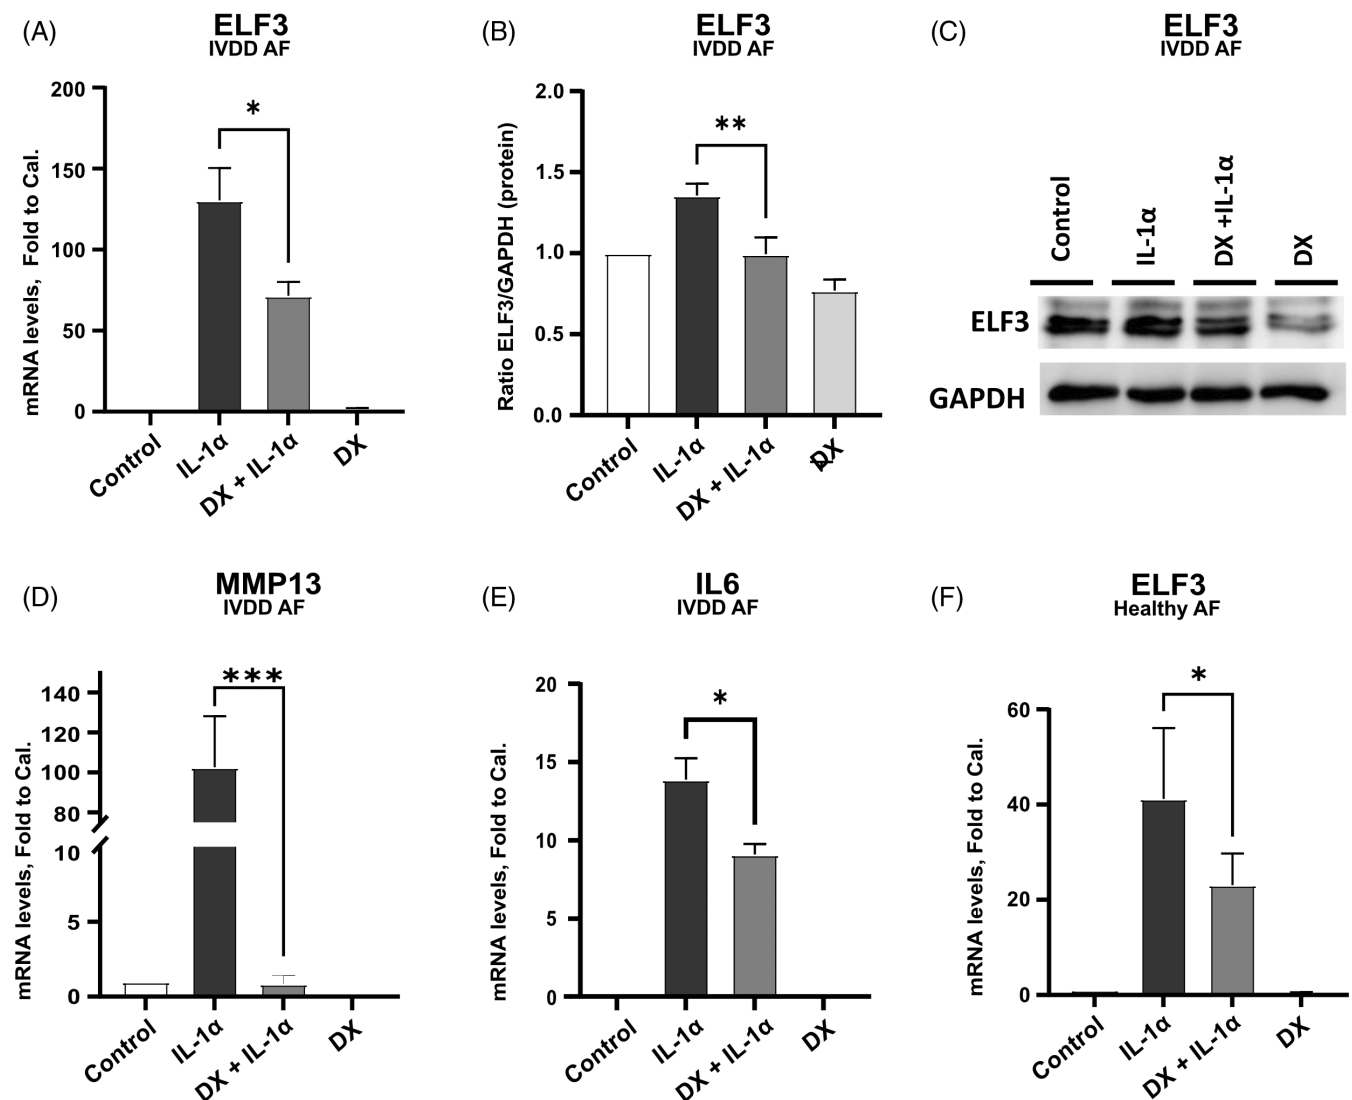 (A)
ELF3
IVDD AF
mRNA levels, Fold to Cal.
200
150
100
50
0
*
Control
IL-1α
DX + IL-1α
DX
(B)
ELF3
IVDD AF
Ratio ELF3/GAPDH (protein)
2.0
1.5
1.0
0.5
0.0
**
Control
IL-1α
DX + IL-1α
DX
(C)
ELF3
IVDD AF
Control
IL-1α
DX +IL-1α
DX
ELF3
GAPDH
(D)
MMP13
IVDD AF
mRNA levels, Fold to Cal.
140
120
100
80
10
5
0
***
Control
IL-1α
DX + IL-1α
DX
(E)
IL6
IVDD AF
mRNA levels, Fold to Cal.
20
15
10
5
0
*
Control
IL-1α
DX + IL-1α
DX
(F)
ELF3
Healthy AF
mRNA levels, Fold to Cal.
60
40
20
0
*
Control
IL-1α
DX + IL-1α
DX